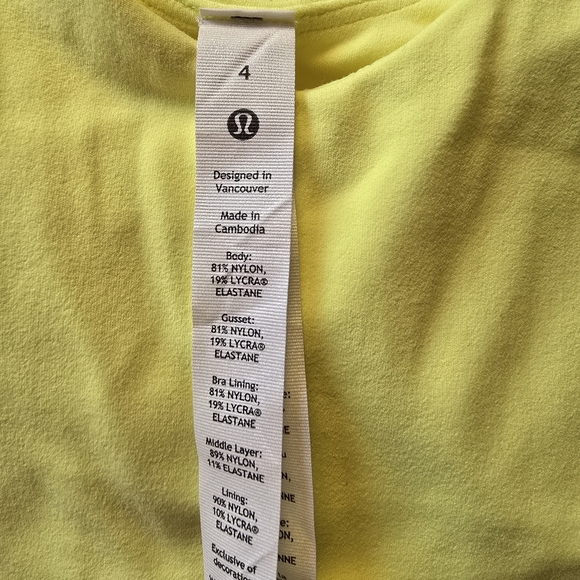 4
Designed in
Vancouver
Made in
Cambodia
Body:
81% NYLON,
19% LYCRA®
ELASTANE
Gusset:
81% NYLON,
19% LYCRA®
ELASTANE
Bra Lining:
81% NYLON,
19% LYCRA®
ELASTANE
Middle Layer:
89% NYLON,
11% ELASTANE
Lining:
90% NYLON,
10% LYCRA®
ELASTANE
Exclusive of